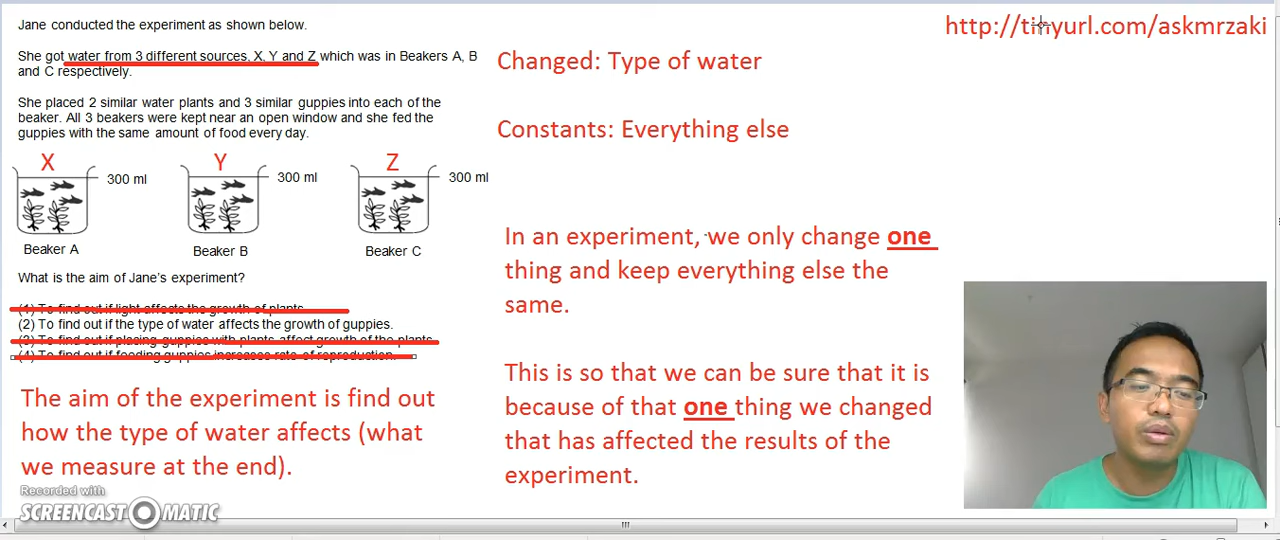 Jane conducted the experiment as shown below.
She got water from 3 different sources, X, Y and Z which was in Beakers A, B
and C respectively.
She placed 2 similar water plants and 3 similar guppies into each of the
beaker. All 3 beakers were kept near an open window and she fed the
guppies with the same amount of food every day.
X
Y
Z
300 ml
300 ml
300 ml
Beaker A
Beaker B
Beaker C
What is the aim of Jane's experiment?
(1) To find out if light affects the growth of plants.
(2) To find out if the type of water affects the growth of guppies.
(3) To find out if placing guppies with plants affect growth of the plants.
(4) To find out if feeding guppies increases rate of reproduction.
The aim of the experiment is find out
how the type of water affects (what
we measure at the end).
Recorded with
SCREENCAST MATIC
http://tinyurl.com/askmrzaki
Changed: Type of water
Constants: Everything else
In an experiment, we only change one
thing and keep everything else the
same.
This is so that we can be sure that it is
because of that one thing we changed
that has affected the results of the
experiment.